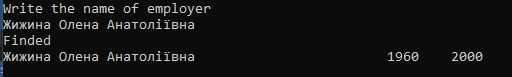 Write the name of employer
Жижина Олена Анатоліївна
Finded
Жижина Олена Анатоліївна 1960 2000